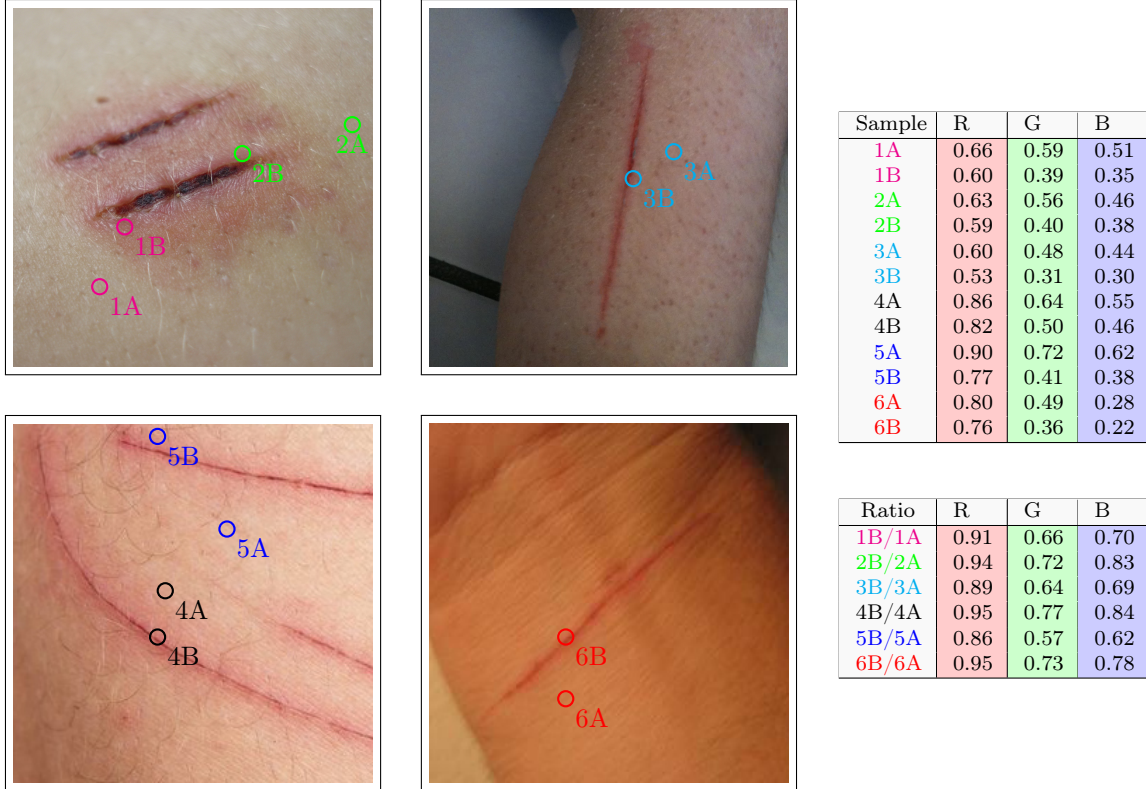 2A
2B
1B
1A
3A
3B
5B
5A
4A
4B
6B
6A
Sample R G B
1A 0.66 0.59 0.51
1B 0.60 0.39 0.35
2A 0.63 0.56 0.46
2B 0.59 0.40 0.38
3A 0.60 0.48 0.44
3B 0.53 0.31 0.30
4A 0.86 0.64 0.55
4B 0.82 0.50 0.46
5A 0.90 0.72 0.62
5B 0.77 0.41 0.38
6A 0.80 0.49 0.28
6B 0.76 0.36 0.22
Ratio R G B
1B/1A 0.91 0.66 0.70
2B/2A 0.94 0.72 0.83
3B/3A 0.89 0.64 0.69
4B/4A 0.95 0.77 0.84
5B/5A 0.86 0.57 0.62
6B/6A 0.95 0.73 0.78